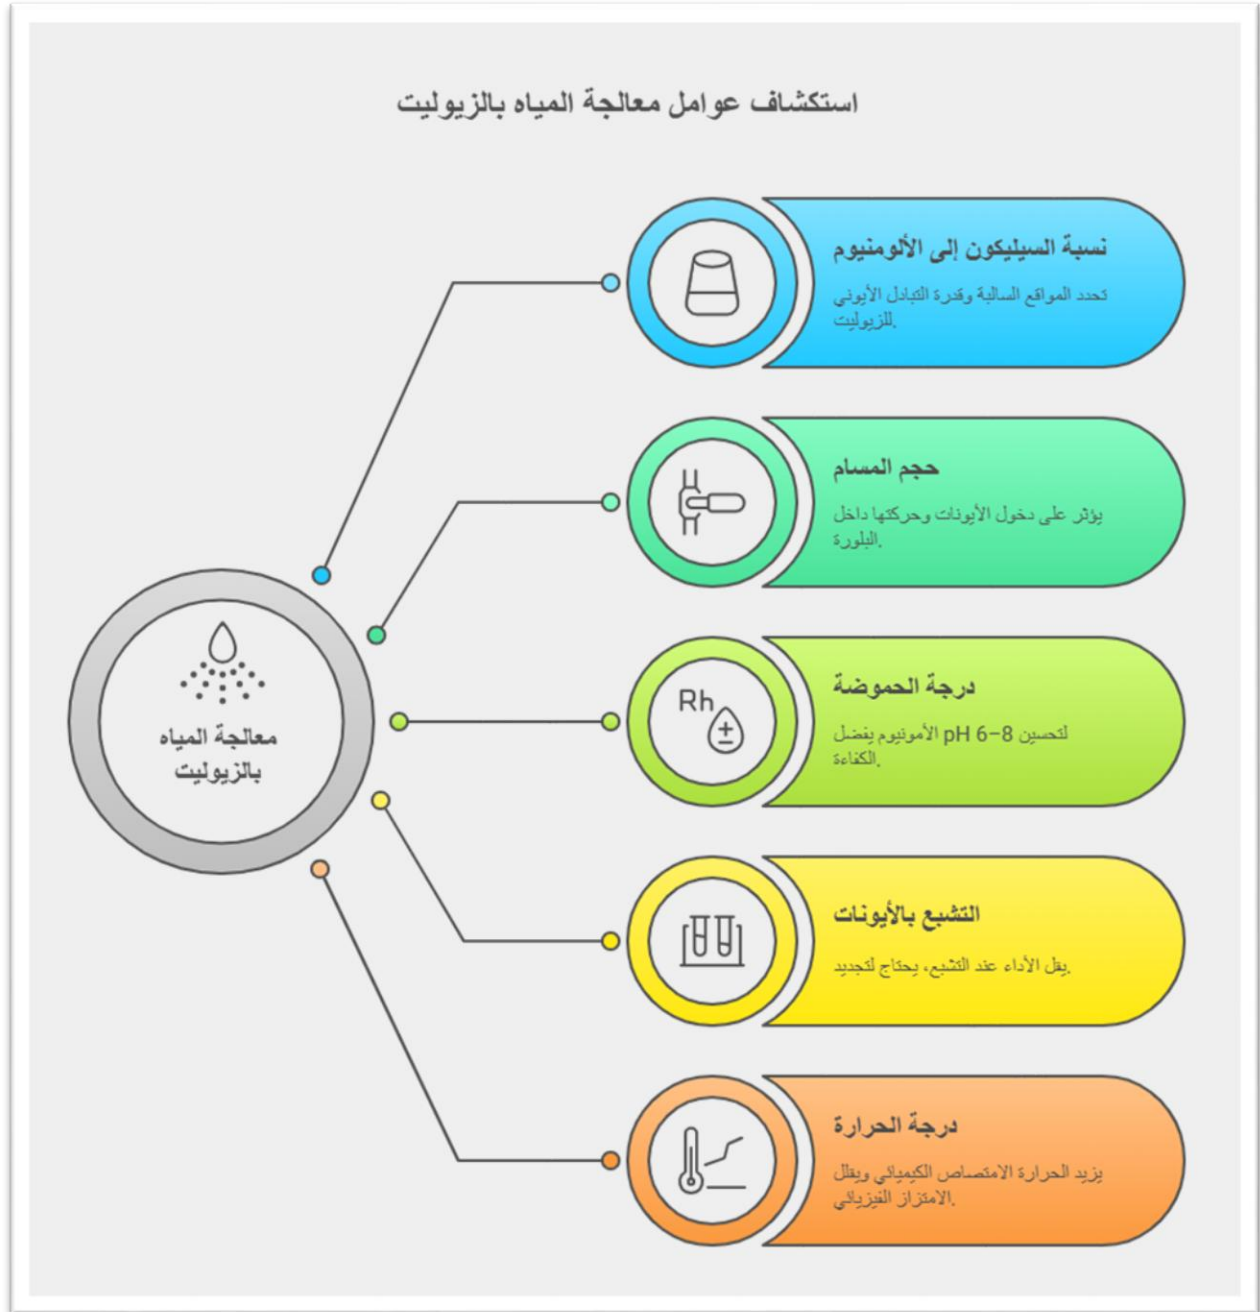 استكشاف عوامل معالجة المياه بالزيوليت
نسبة السيليكون إلى الألومنيوم
تحدد المواقع السالبة وقدرة التبادل الأيوني
للزيوليت.
حجم المسام
يؤثر على دخول الأيونات وحركتها داخل
البلورة.
Rh
درجة الحموضة
لتحسين 8–6 pH الأمونيوم يفضل
الكفاءة.
معالجة المياه
بالزيوليت
التشبع بالأيونات
يقل الأداء عند التشبع، يحتاج لتجديد.
درجة الحرارة
يزيد الحرارة الامتصاص الكيميائي ويقلل
الامتزاز الفيزيائي.